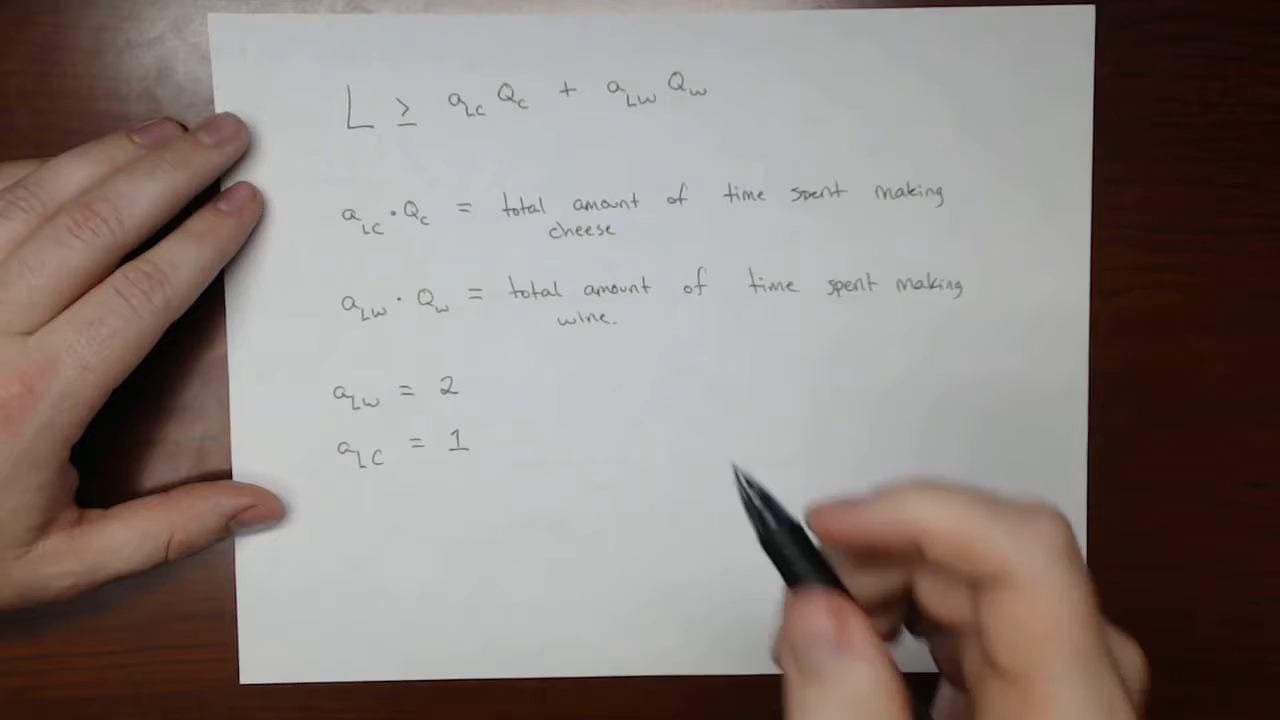 L ≥ a_LC Q_C + a_LW Q_W
a_LC · Q_C = total amount of time spent making
cheese
a_LW · Q_W = total amount of time spent making
wine.
a_LW = 2
a_LC = 1